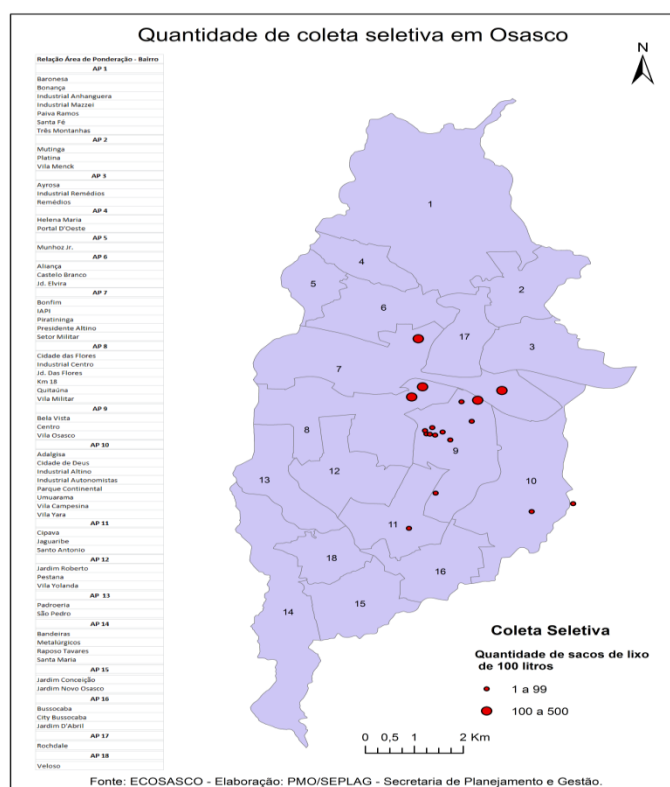 Quantidade de coleta seletiva em Osasco
N
Relação Área de Ponderação - Bairro
AP 1
Baronesa
Bonança
Industrial Anhanguera
Industrial Mazzei
Paiva Ramos
Santa Fé
Três Montanhas
AP 2
Mutinga
Platina
Vila Menck
AP 3
Ayrosa
Industrial Remédios
Remédios
AP 4
Helena Maria
Portal D'Oeste
AP 5
Munhoz Jr.
AP 6
Aliança
Castelo Branco
Jd. Elvira
AP 7
Bonfim
IAPI
Piratininga
Presidente Altino
Setor Militar
AP 8
Cidade das Flores
Industrial Centro
Jd. Das Flores
Km 18
Quitaúna
Vila Militar
AP 9
Bela Vista
Centro
Vila Osasco
AP 10
Adalgisa
Cidade de Deus
Industrial Altino
Industrial Autonomistas
Parque Continental
Umuarama
Vila Campesina
Vila Yara
AP 11
Cipava
Jaguaribe
Santo Antonio
AP 12
Jardim Roberto
Pestana
Vila Yolanda
AP 13
Padroeria
São Pedro
AP 14
Bandeiras
Metalúrgicos
Raposo Tavares
Santa Maria
AP 15
Jardim Conceição
Jardim Novo Osasco
AP 16
Bussocaba
City Bussocaba
Jardim D'Abril
AP 17
Rochdale
AP 18
Veloso
1
4
5
2
6
17
3
7
8
9
12
13
10
11
18
16
14
15
Coleta Seletiva
Quantidade de sacos de lixo
de 100 litros
1 a 99
100 a 500
0 0,5 1 2 Km
Fonte: ECOSASCO - Elaboração: PMO/SEPLAG - Secretaria de Planejamento e Gestão.